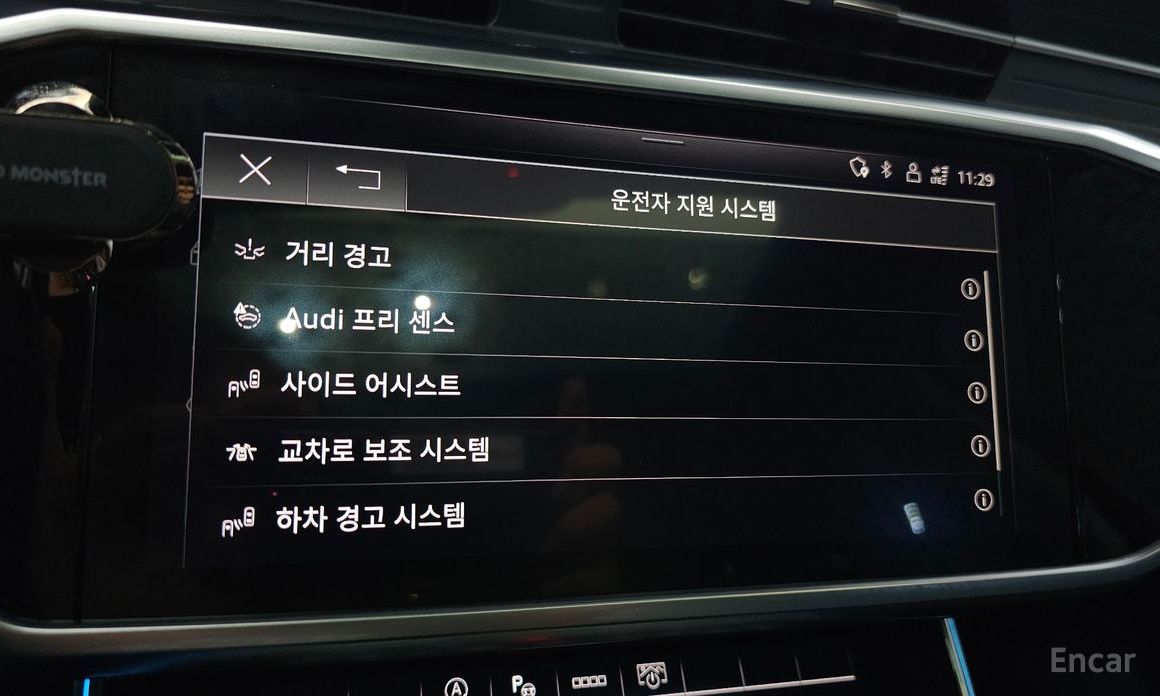 MONSTER
LTE 11:29
운전자 지원 시스템
거리 경고
Audi 프리 센스
사이드 어시스트
교차로 보조 시스템
하차 경고 시스템
A
P
Encar